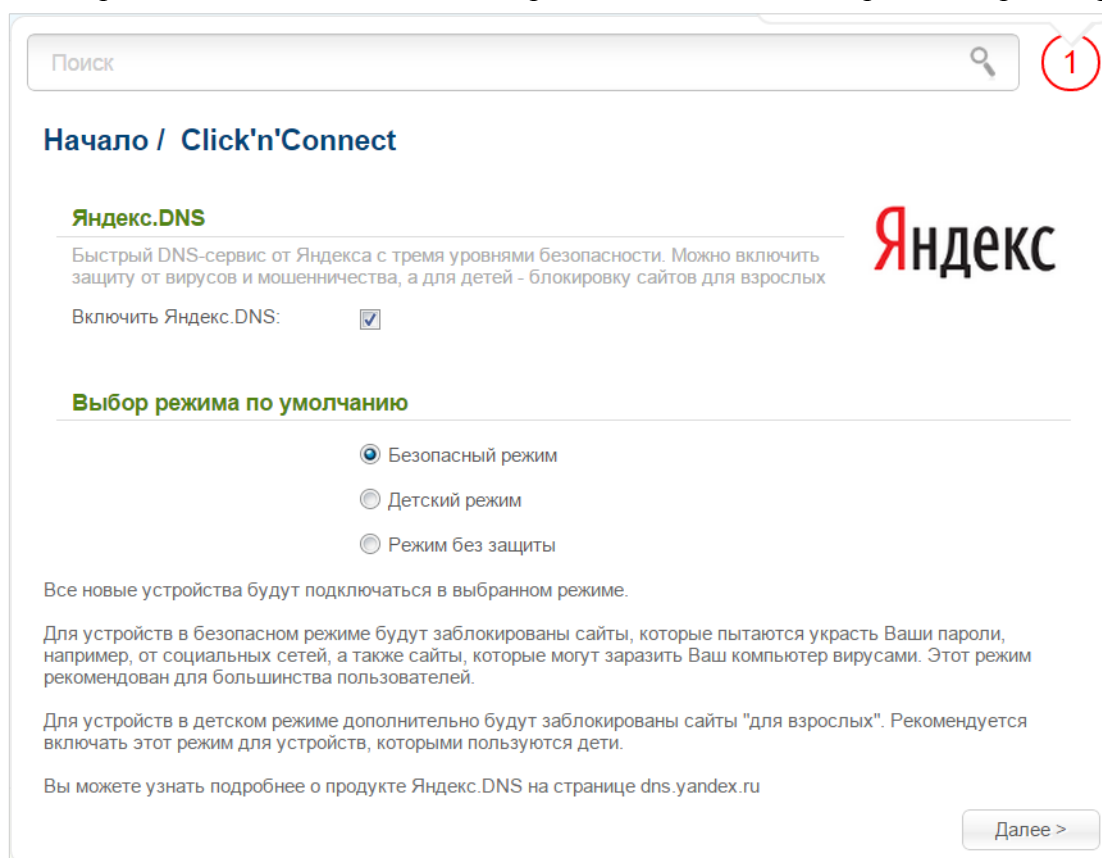 Поиск
1
Начало / Click'n'Connect
Яндекс.DNS
Яндекс
Быстрый DNS-сервис от Яндекса с тремя уровнями безопасности. Можно включить
защиту от вирусов и мошенничества, а для детей - блокировку сайтов для взрослых
Включить Яндекс.DNS:
Выбор режима по умолчанию
Безопасный режим
Детский режим
Режим без защиты
Все новые устройства будут подключаться в выбранном режиме.
Для устройств в безопасном режиме будут заблокированы сайты, которые пытаются украсть Ваши пароли,
например, от социальных сетей, а также сайты, которые могут заразить Ваш компьютер вирусами. Этот режим
рекомендован для большинства пользователей.
Для устройств в детском режиме дополнительно будут заблокированы сайты "для взрослых". Рекомендуется
включать этот режим для устройств, которыми пользуются дети.
Вы можете узнать подробнее о продукте Яндекс.DNS на странице dns.yandex.ru
Далее >